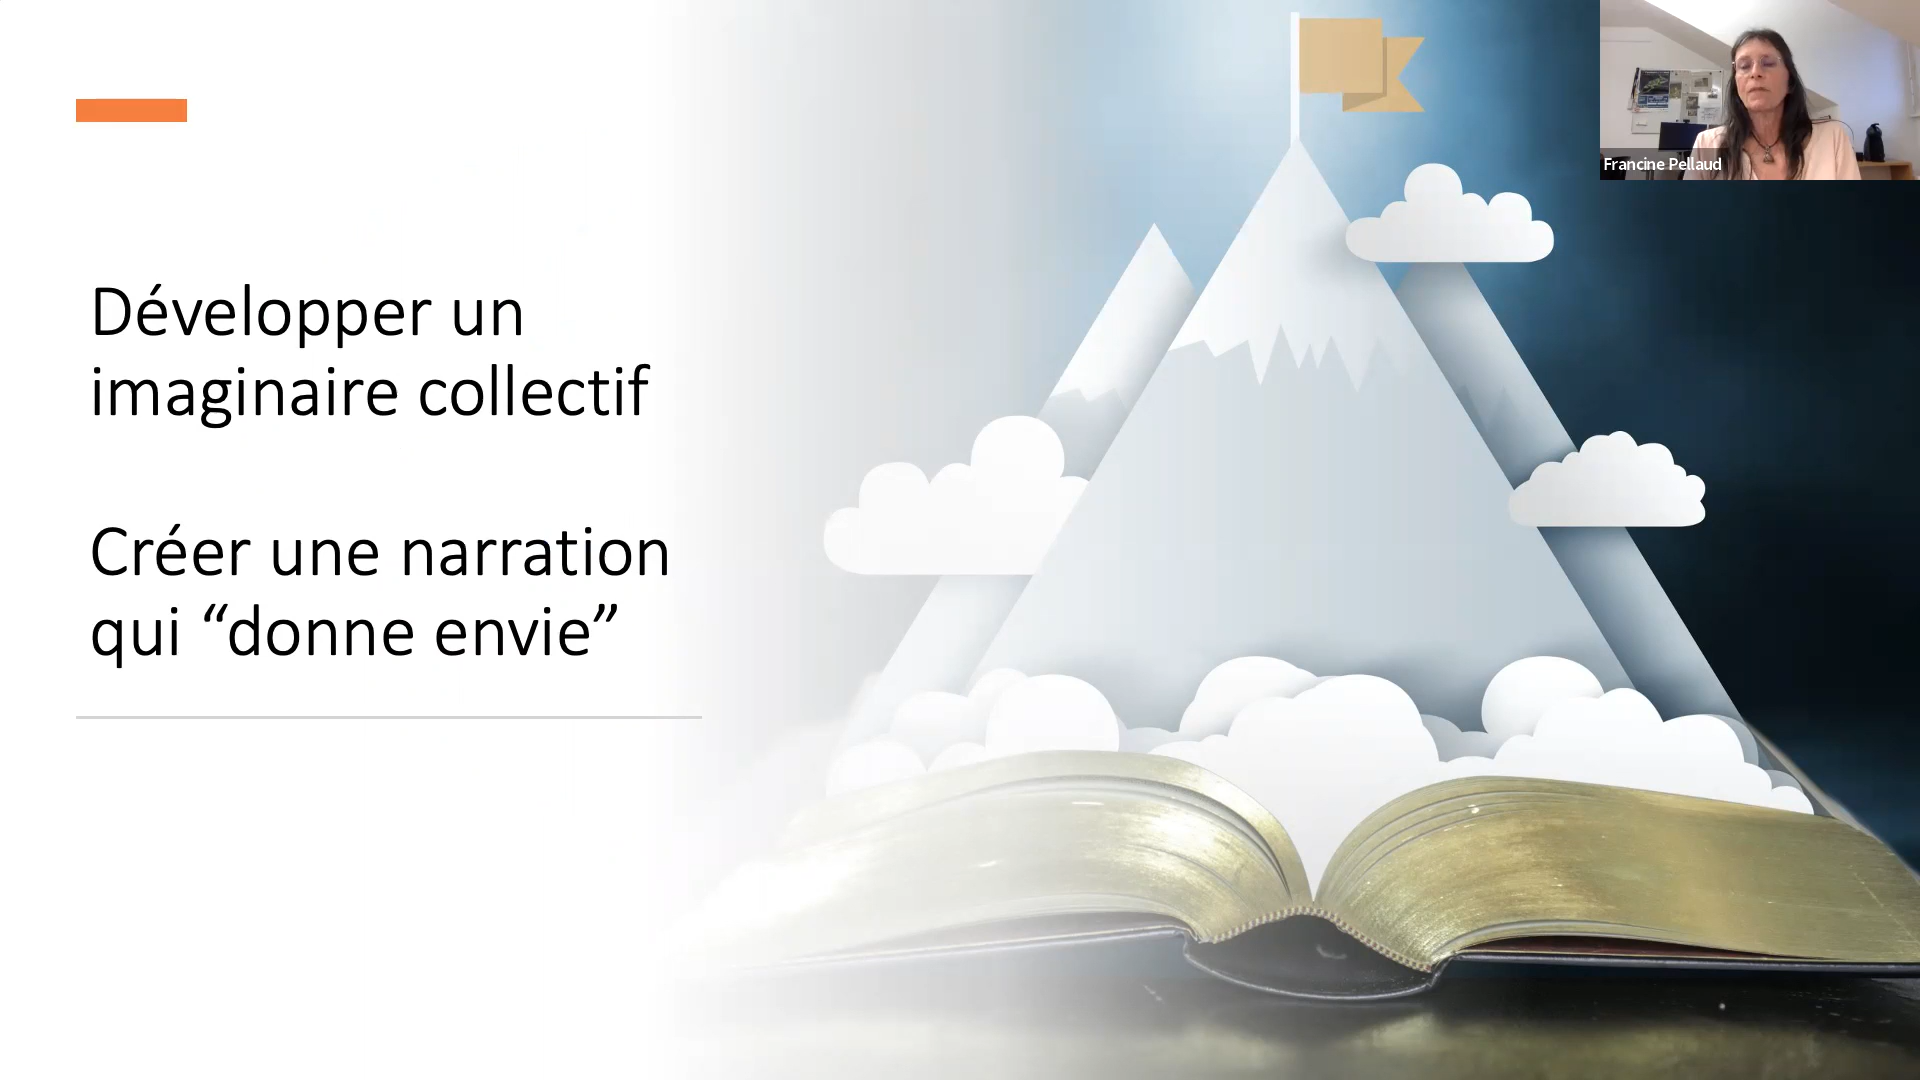 Développer un
imaginaire collectif
Créer une narration
qui “donne envie”
Francine Pellaud